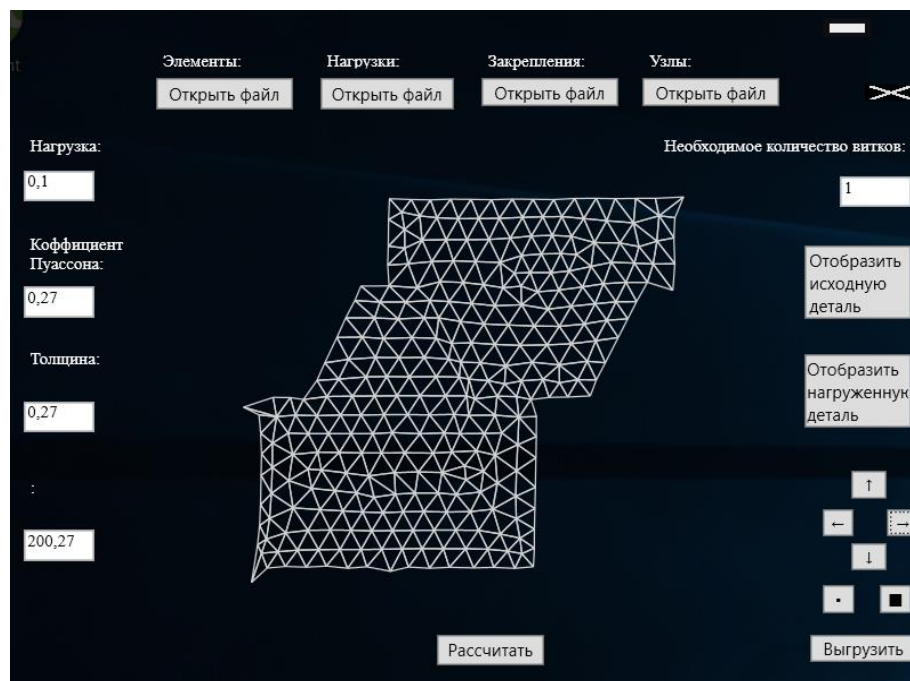 Элементы:
Нагрузки:
Закрепления:
Узлы:
Открыть файл
Открыть файл
Открыть файл
Открыть файл
Нагрузка:
Необходимое количество витков:
0,1
1
Коффициент
Пуассона:
0,27
Отобразить
исходную
деталь
Толщина:
0,27
Отобразить
нагруженную
деталь
:
200,27
↑
←
→
↓
Рассчитать
Выгрузить